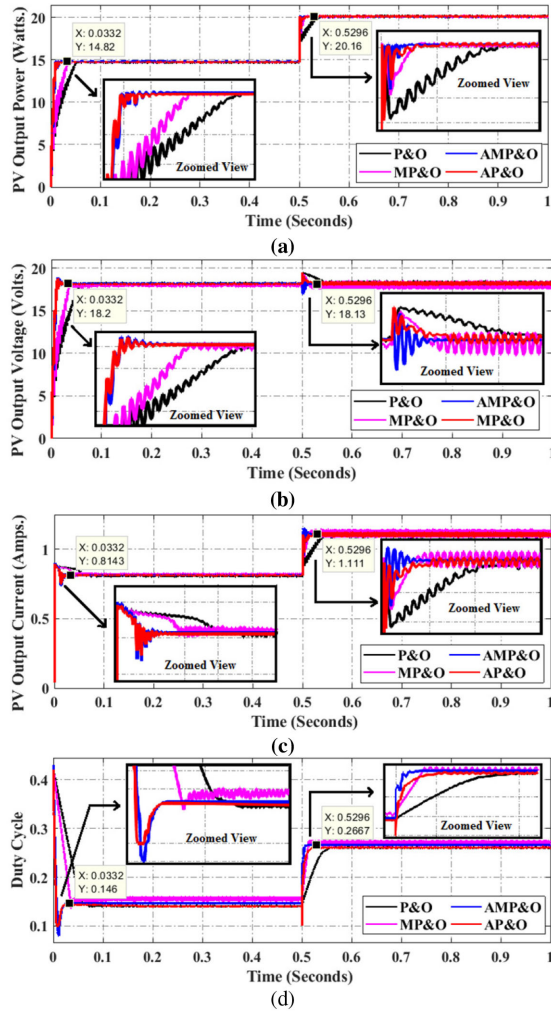 PV Output Power (Watts.)
20
15
10
5
0
X: 0.0332
Y: 14.82
Zoomed View
X: 0.5296
Y: 20.16
Zoomed View
P&O AMP&O
MP&O AP&O
0 0.1 0.2 0.3 0.4 0.5 0.6 0.7 0.8 0.9 1
Time (Seconds)
(a)
PV Output Voltage (Volts.)
20
15
10
5
0
X: 0.0332
Y: 18.2
Zoomed View
X: 0.5296
Y: 18.13
Zoomed View
P&O AMP&O
MP&O MP&O
0 0.1 0.2 0.3 0.4 0.5 0.6 0.7 0.8 0.9 1
Time (Seconds)
(b)
PV Output Current (Amps.)
1
0.5
0
X: 0.0332
Y: 0.8143
Zoomed View
X: 0.5296
Y: 1.111
Zoomed View
P&O AMP&O
MP&O AP&O
0 0.1 0.2 0.3 0.4 0.5 0.6 0.7 0.8 0.9 1
Time (Seconds)
(c)
Duty Cycle
0.4
0.3
0.2
0.1
X: 0.0332
Y: 0.146
Zoomed View
X: 0.5296
Y: 0.2667
Zoomed View
P&O AMP&O
MP&O AP&O
0 0.1 0.2 0.3 0.4 0.5 0.6 0.7 0.8 0.9 1
Time (Seconds)
(d)